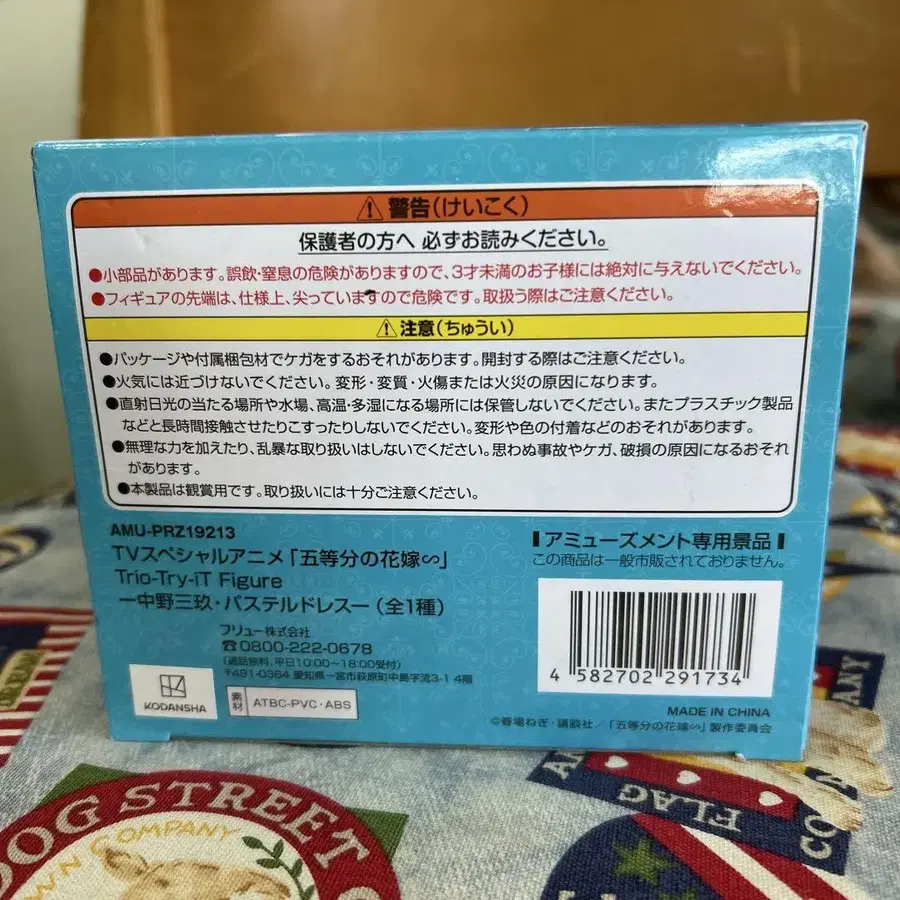 ⚠ 警告(けいこく)
保護者の方へ 必ずお読みください。
●小部品があります。誤飲・窒息の危険がありますので、3才未満のお子様には絶対に与えないでください。
●フィギュアの先端は、仕様上、尖っていますので危険です。取扱う際はご注意ください。
⚠ 注意(ちゅうい)
●パッケージや付属梱包材でケガをするおそれがあります。開封する際はご注意ください。
●火気には近づけないでください。変形・変質・火傷または火災の原因になります。
●直射日光の当たる場所や水場、高温・多湿になる場所には保管しないでください。またプラスチック製品
などと長時間接触させたりこすったりしないでください。変形や色の付着などのおそれがあります。
●無理な力を加えたり、乱暴な取り扱いはしないでください。思わぬ事故やケガ、破損の原因になるおそれ
があります。
●本製品は観賞用です。取り扱いには十分ご注意ください。
AMU-PRZ19213
TVスペシャルアニメ「五等分の花嫁∽」
Trio-Try-iT Figure
ー中野三玖・パステルドレスー(全1種)
フリュー株式会社
☎0800-222-0678
(通話無料、平日10:00~18:00受付)
〒491-0364 愛知県一宮市萩原町中島字流3-1 4階
KODANSHA
素材 ATBC-PVC・ABS
アミューズメント専用景品
この商品は一般市販されておりません。
4 582702 291734
MADE IN CHINA
©春場ねぎ・講談社/「五等分の花嫁∽」製作委員会
DOG STREET
OWN COMPANY
FLAG
COMPANY